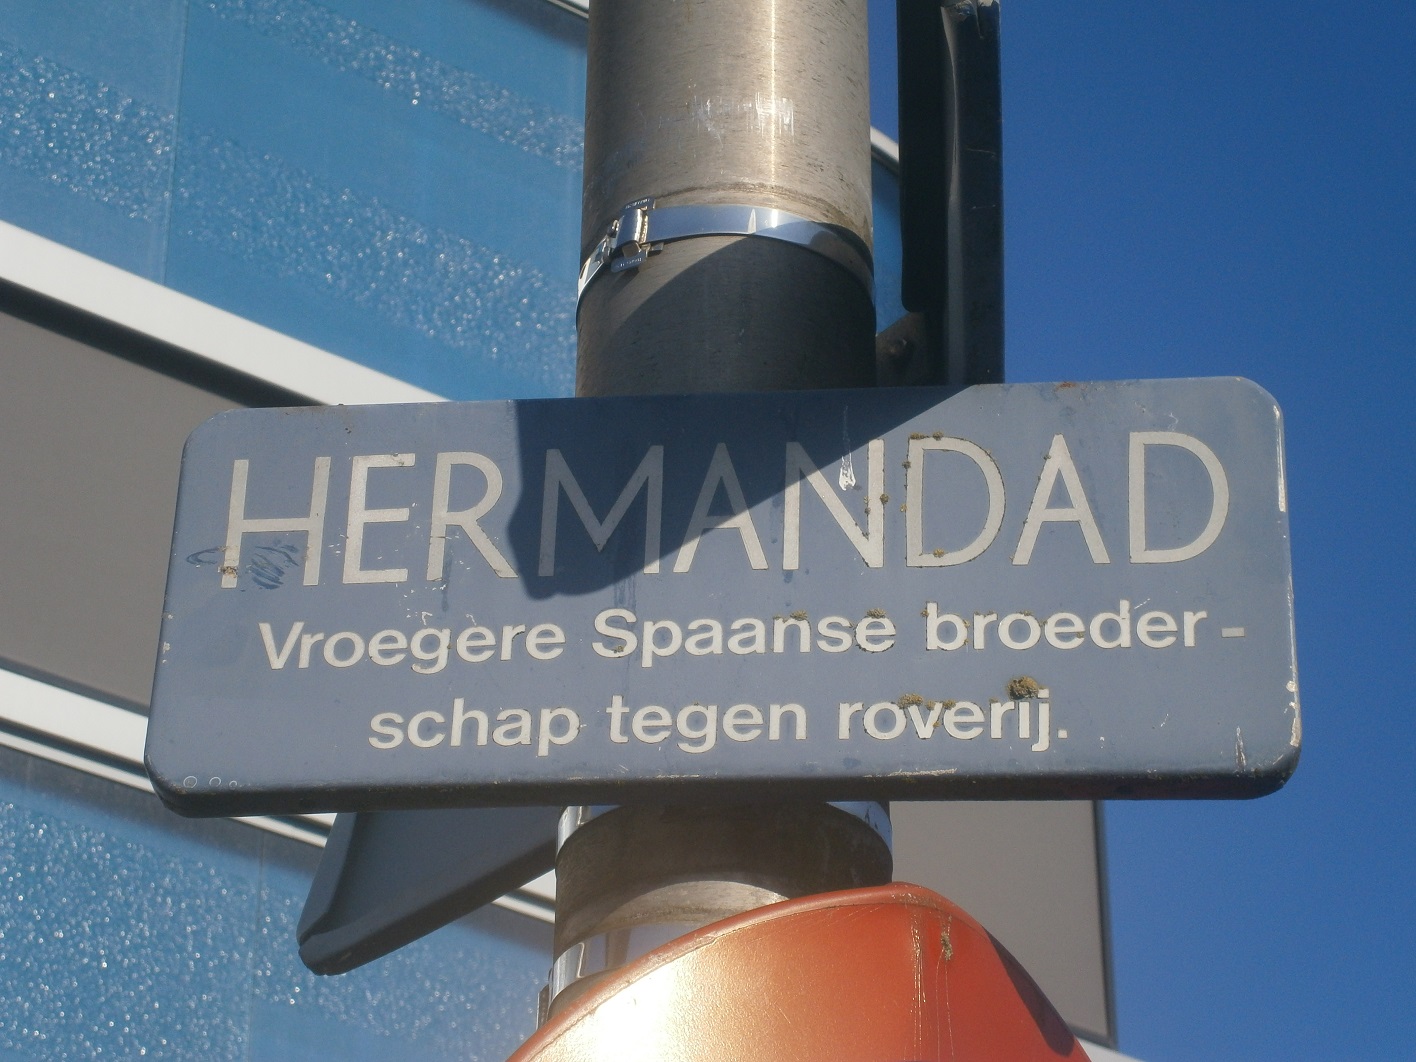 HERMANDAD
Vroegere Spaanse broeder-
schap tegen roverij.